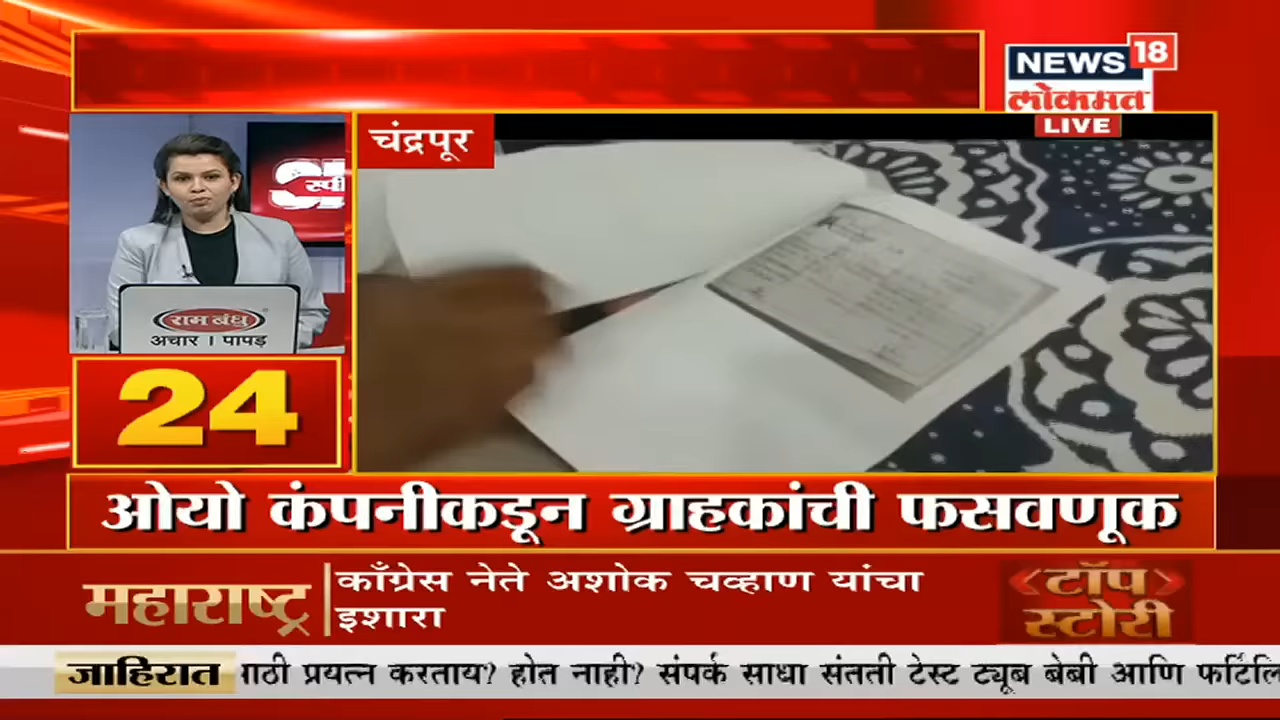 NEWS 18
लोकमत
LIVE
चंद्रपूर
स्पी
राम बंधु
अचार । पापड़
24
ओयो कंपनीकडून ग्राहकांची फसवणूक
महाराष्ट्र
काँग्रेस नेते अशोक चव्हाण यांचा
इशारा
टॉप
स्टोरी
जाहिरात
ाठी प्रयत्न करताय? होत नाही? संपर्क साधा संतती टेस्ट ट्यूब बेबी आणि फर्टिलि